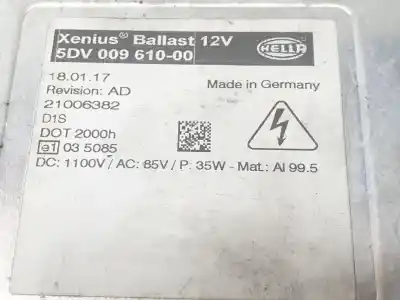 Xenius® Ballast 12V
5DV 009 610-00
HELLA
18.01.17
Made in Germany
Revision: AD
21006382
D1S
DOT 2000h
e1 03 5085
DC: 1100V / AC: 85V / P: 35W - Mat.: Al 99.5